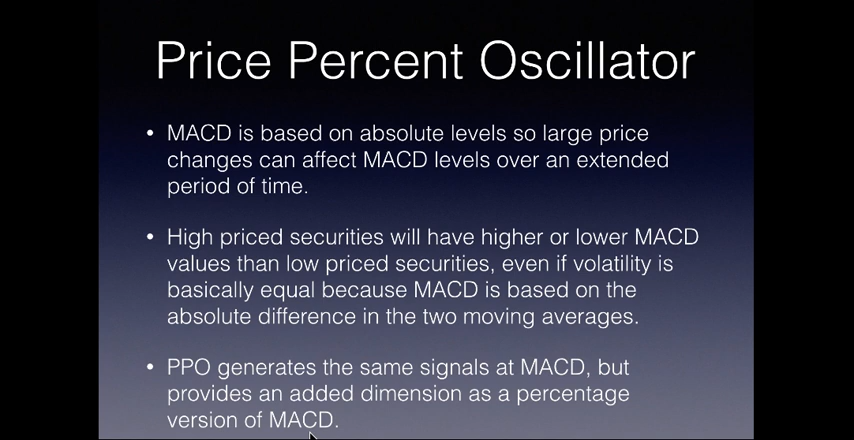 Price Percent Oscillator
• MACD is based on absolute levels so large price
changes can affect MACD levels over an extended
period of time.
• High priced securities will have higher or lower MACD
values than low priced securities, even if volatility is
basically equal because MACD is based on the
absolute difference in the two moving averages.
• PPO generates the same signals at MACD, but
provides an added dimension as a percentage
version of MACD.